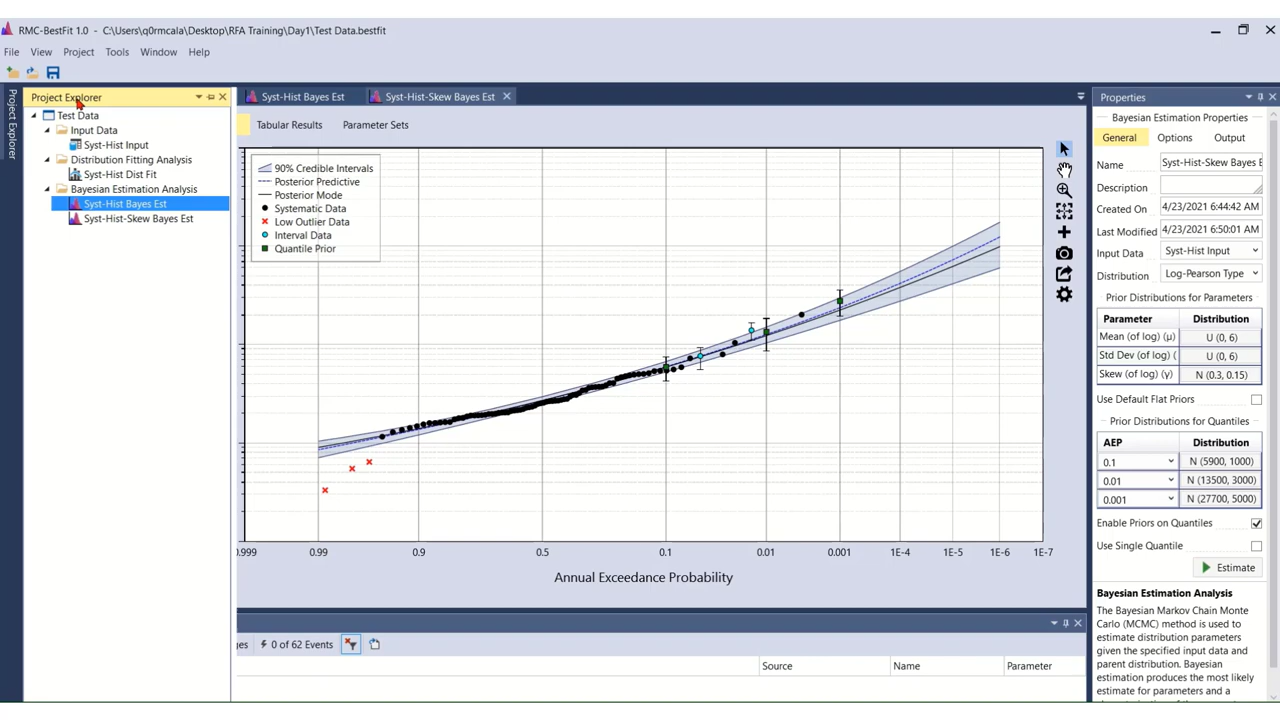 RMC-BestFit 1.0 - C:\Users\q0rmcala\Desktop\RFA Training\Day1\Test Data.bestfit
File View Project Tools Window Help
Project Explorer
Project Explorer
Test Data
Input Data
Syst-Hist Input
Distribution Fitting Analysis
Syst-Hist Dist Fit
Bayesian Estimation Analysis
Syst-Hist Bayes Est
Syst-Hist-Skew Bayes Est
Syst-Hist Bayes Est
Syst-Hist-Skew Bayes Est
Tabular Results Parameter Sets
90% Credible Intervals
Posterior Predictive
Posterior Mode
Systematic Data
Low Outlier Data
Interval Data
Quantile Prior
.999 0.99 0.9 0.5 0.1 0.01 0.001 1E-4 1E-5 1E-6 1E-7
Annual Exceedance Probability
ges 0 of 62 Events
Source Name Parameter
Properties
Bayesian Estimation Properties
General Options Output
Name Syst-Hist-Skew Bayes E
Description
Created On 4/23/2021 6:44:42 AM
Last Modified 4/23/2021 6:50:01 AM
Input Data Syst-Hist Input
Distribution Log-Pearson Type
Prior Distributions for Parameters
Parameter Distribution
Mean (of log) (μ) U (0, 6)
Std Dev (of log) ( U (0, 6)
Skew (of log) (γ) N (0.3, 0.15)
Use Default Flat Priors
Prior Distributions for Quantiles
AEP Distribution
0.1 N (5900, 1000)
0.01 N (13500, 3000)
0.001 N (27700, 5000)
Enable Priors on Quantiles
Use Single Quantile
Estimate
Bayesian Estimation Analysis
The Bayesian Markov Chain Monte
Carlo (MCMC) method is used to
estimate distribution parameters
given the specified input data and
parent distribution. Bayesian
estimation produces the most likely
estimate for parameters and a